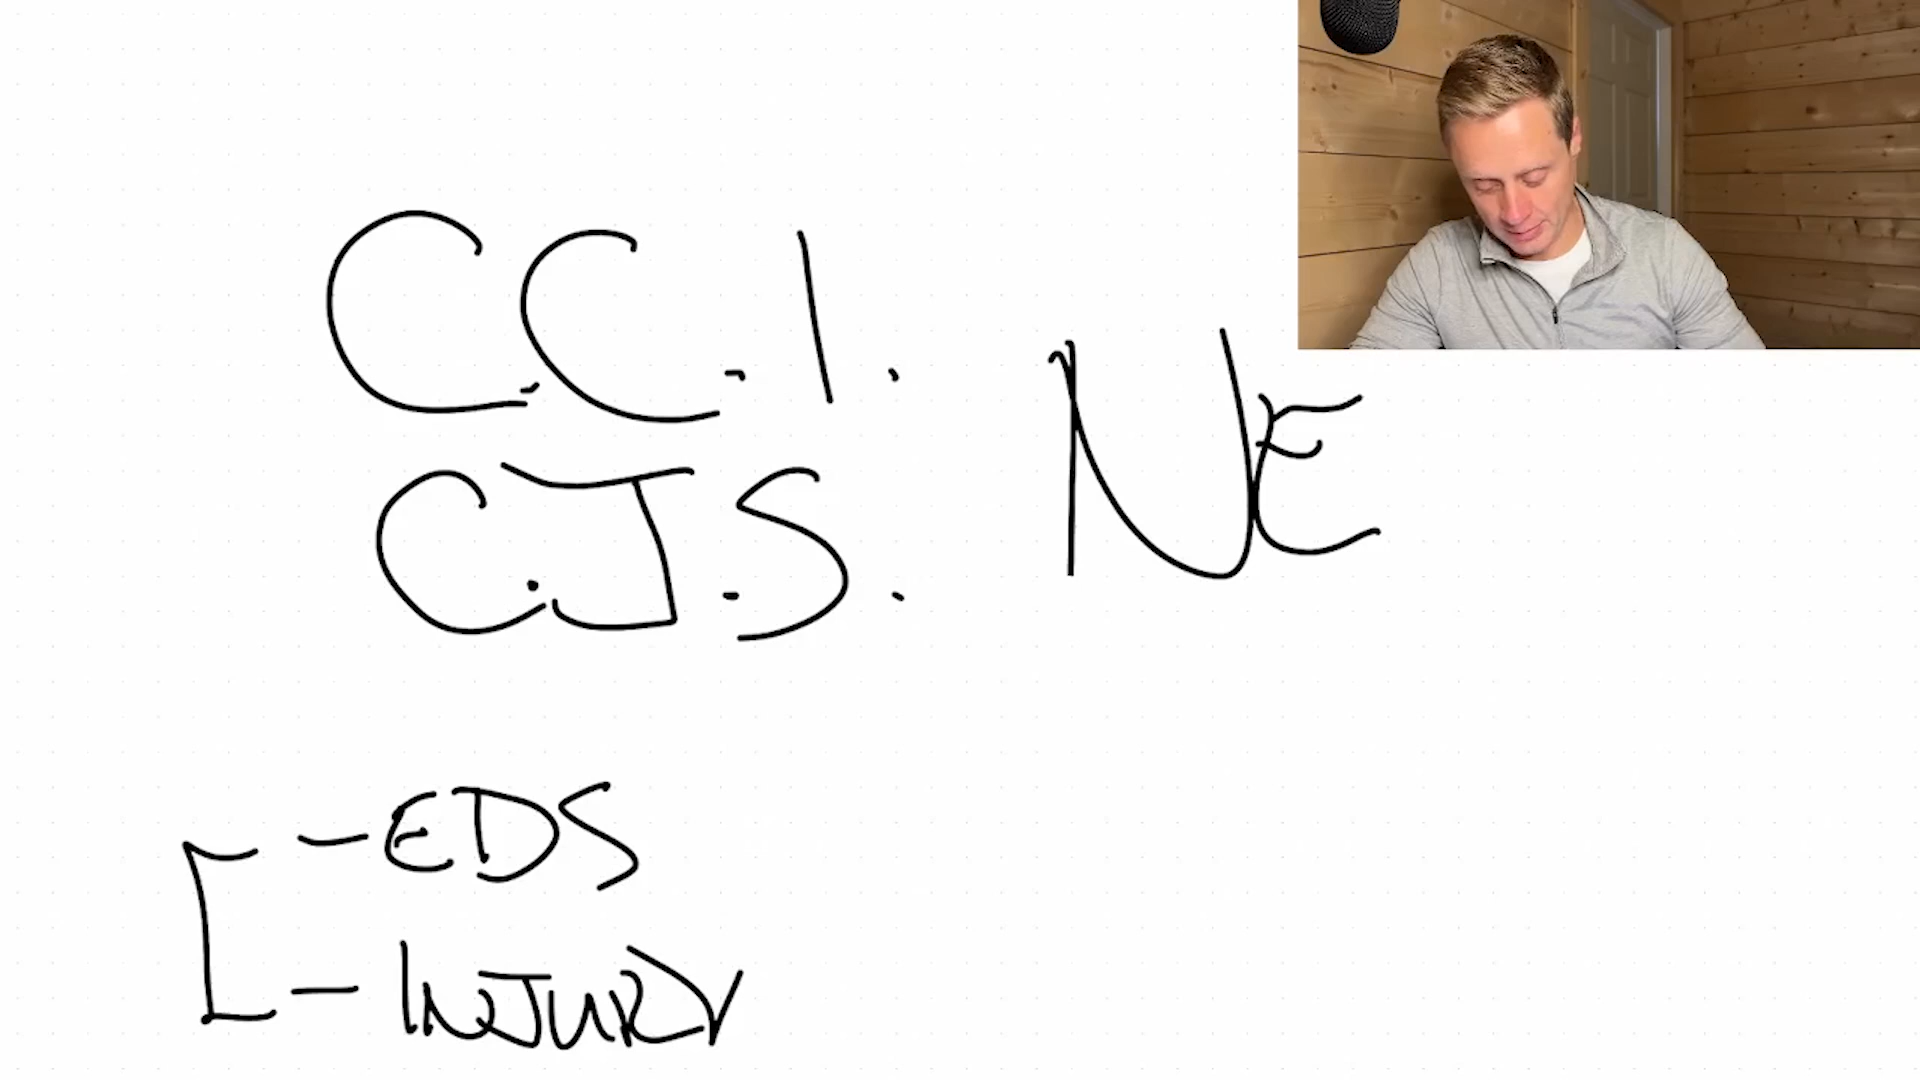 C.C.I.
C.J.S.
NE
- EDS
- INJURY